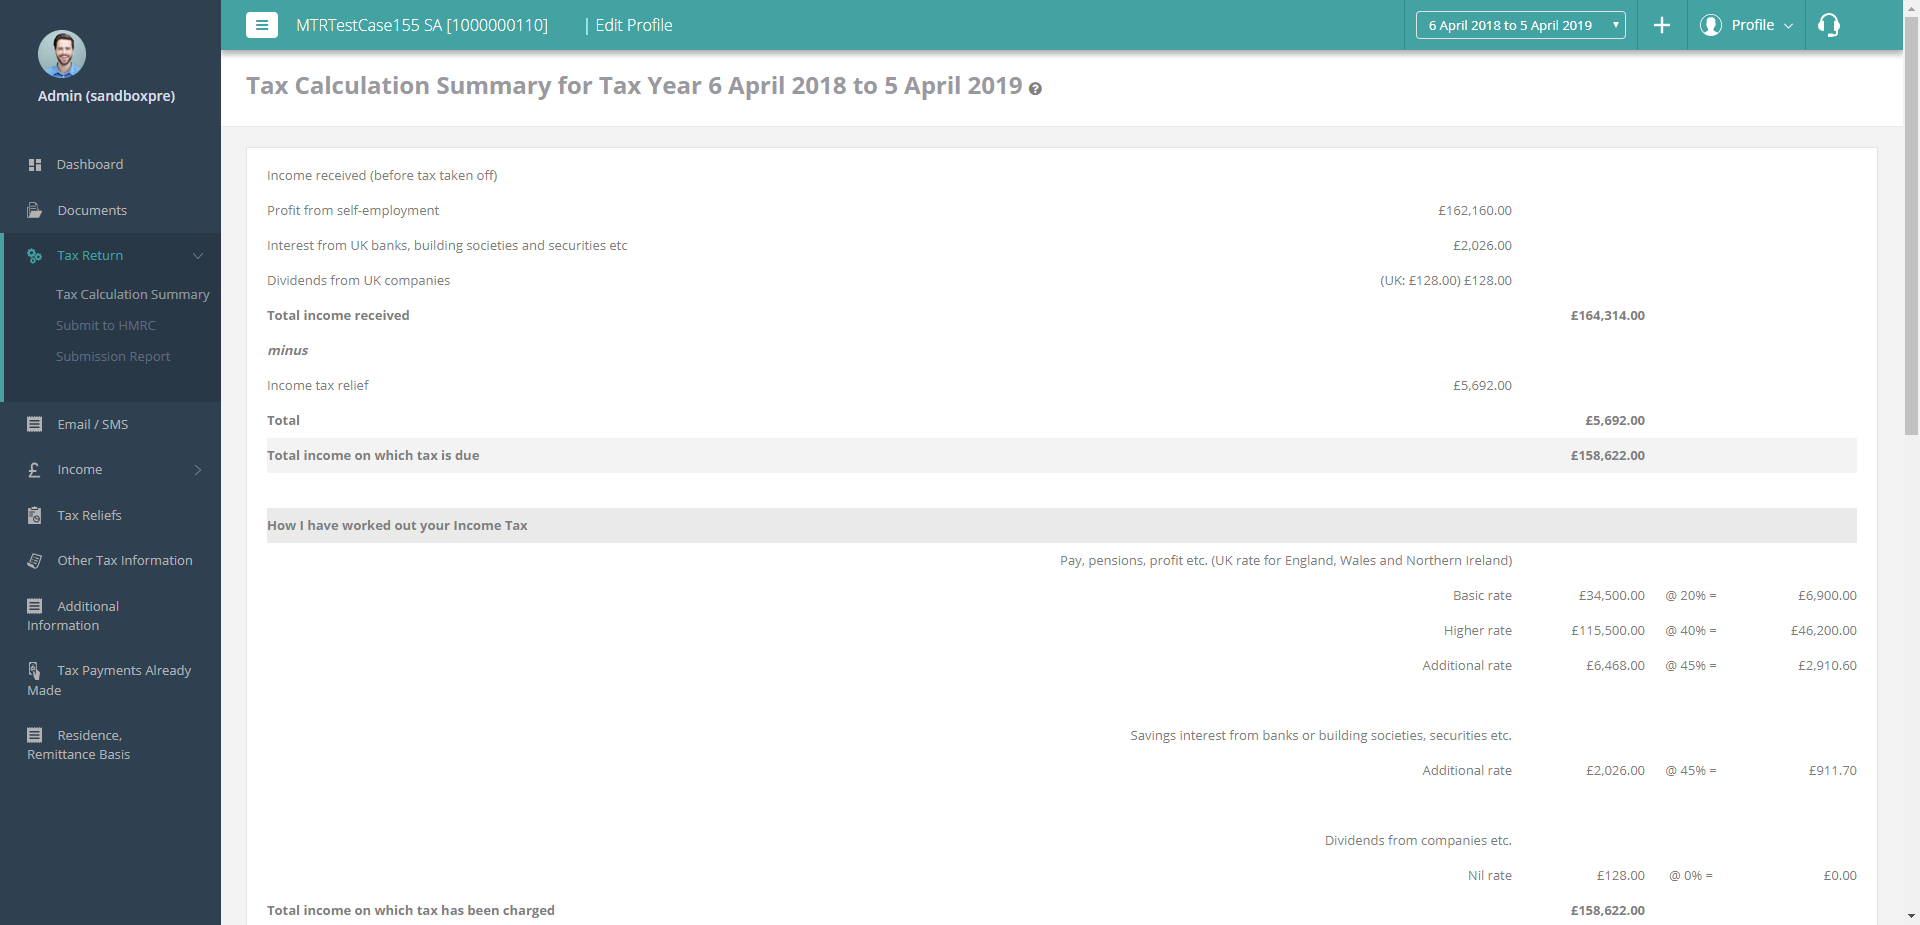 MTRTestCase155 SA [1000000110]
| Edit Profile
6 April 2018 to 5 April 2019
Profile
Admin (sandboxpre)
Dashboard
Documents
Tax Return
Tax Calculation Summary
Submit to HMRC
Submission Report
Email / SMS
Income
Tax Reliefs
Other Tax Information
Additional
Information
Tax Payments Already
Made
Residence,
Remittance Basis
Tax Calculation Summary for Tax Year 6 April 2018 to 5 April 2019 ?
Income received (before tax taken off)
Profit from self-employment £162,160.00
Interest from UK banks, building societies and securities etc £2,026.00
Dividends from UK companies (UK: £128.00) £128.00
Total income received £164,314.00
minus
Income tax relief £5,692.00
Total £5,692.00
Total income on which tax is due £158,622.00
How I have worked out your Income Tax
Pay, pensions, profit etc. (UK rate for England, Wales and Northern Ireland)
Basic rate £34,500.00 @ 20% = £6,900.00
Higher rate £115,500.00 @ 40% = £46,200.00
Additional rate £6,468.00 @ 45% = £2,910.60
Savings interest from banks or building societies, securities etc.
Additional rate £2,026.00 @ 45% = £911.70
Dividends from companies etc.
Nil rate £128.00 @ 0% = £0.00
Total income on which tax has been charged £158,622.00